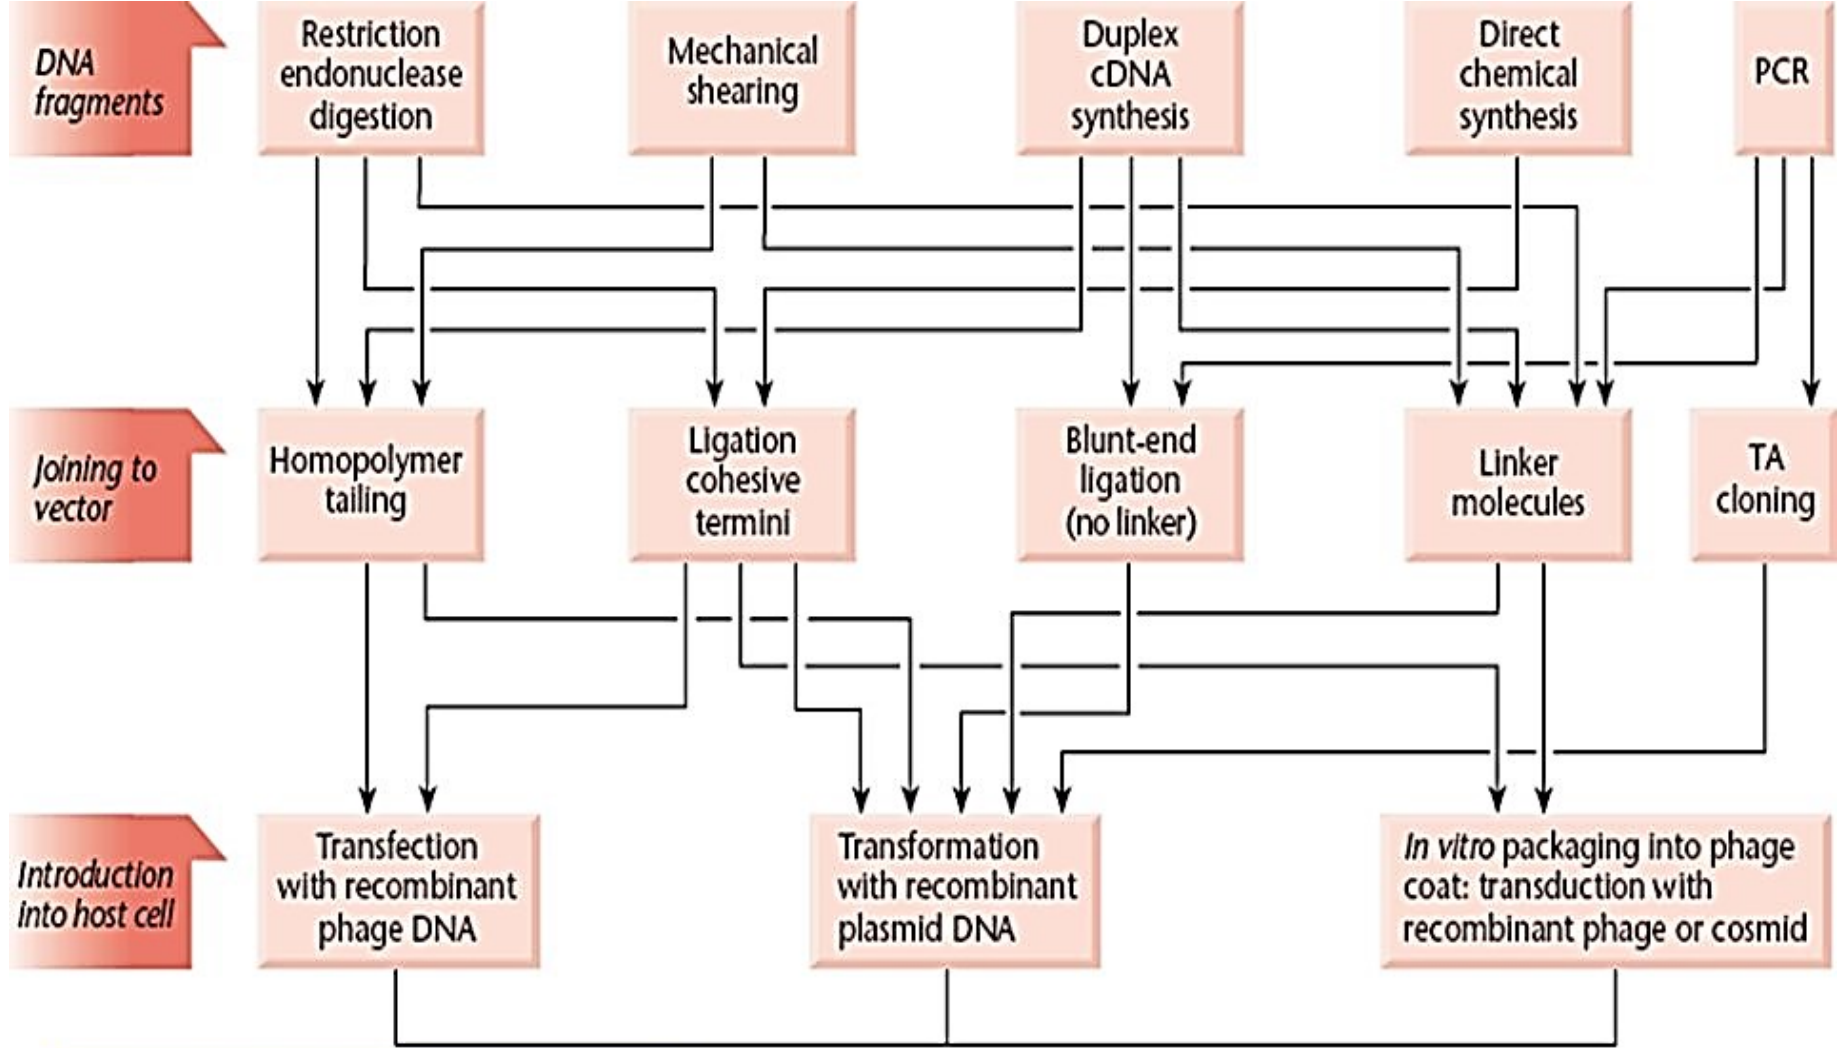 DNA
fragments
Restriction
endonuclease
digestion
Mechanical
shearing
Duplex
cDNA
synthesis
Direct
chemical
synthesis
PCR
Joining to
vector
Homopolymer
tailing
Ligation
cohesive
termini
Blunt-end
ligation
(no linker)
Linker
molecules
TA
cloning
Introduction
into host cell
Transfection
with recombinant
phage DNA
Transformation
with recombinant
plasmid DNA
In vitro packaging into phage
coat: transduction with
recombinant phage or cosmid